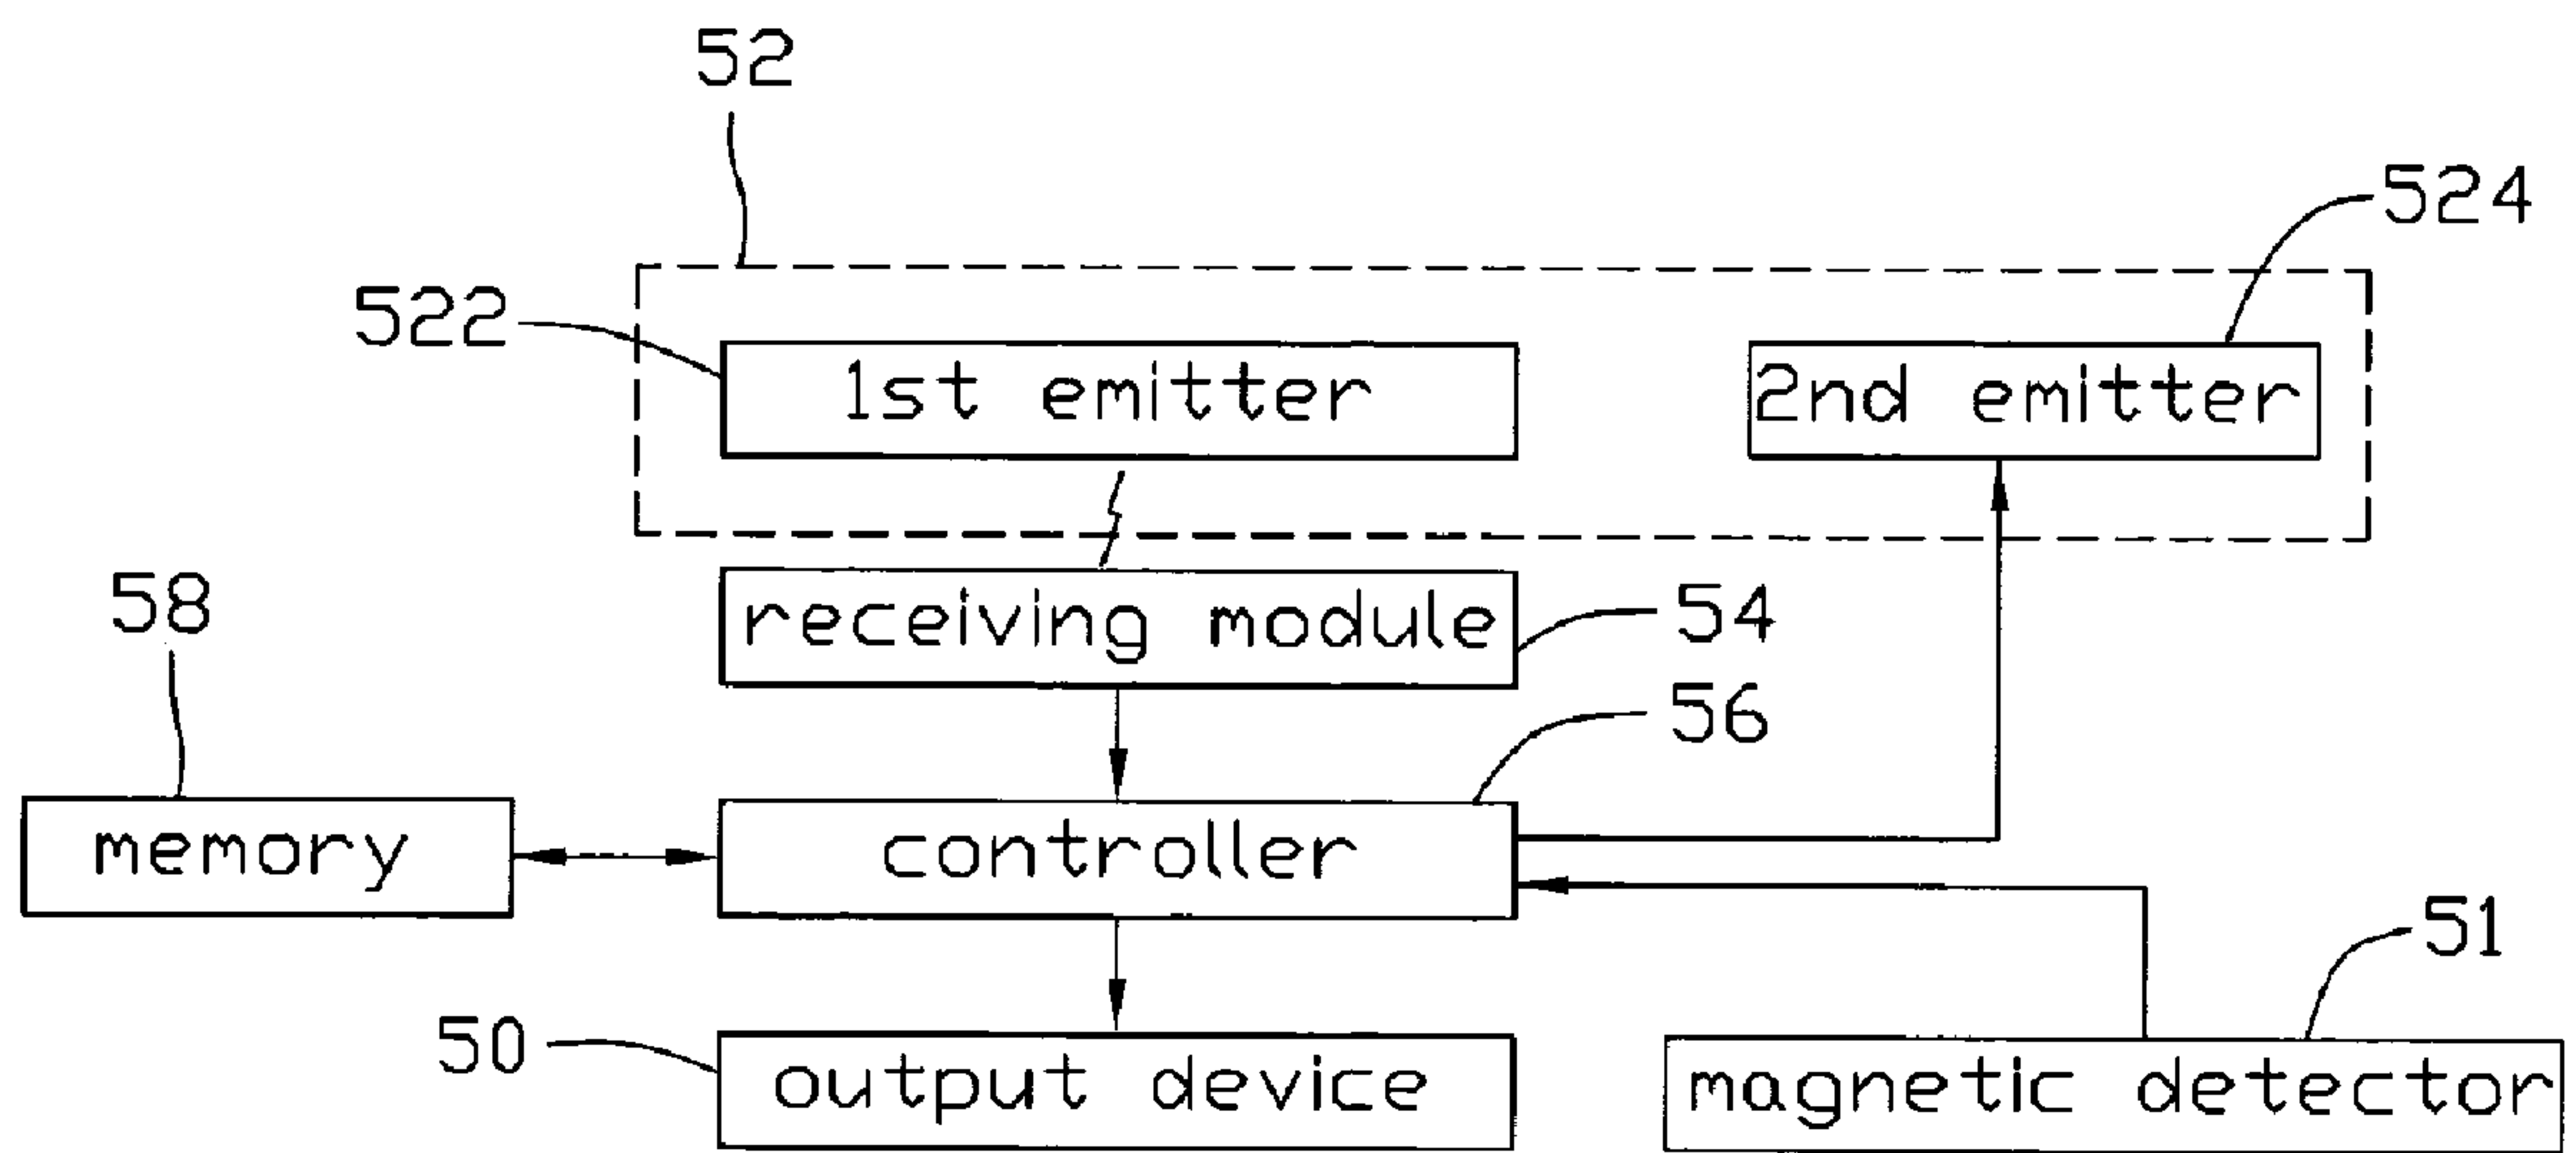 52
524
522
1st emitter
2nd emitter
58
receiving module
54
56
memory
controller
51
50
output device
magnetic detector